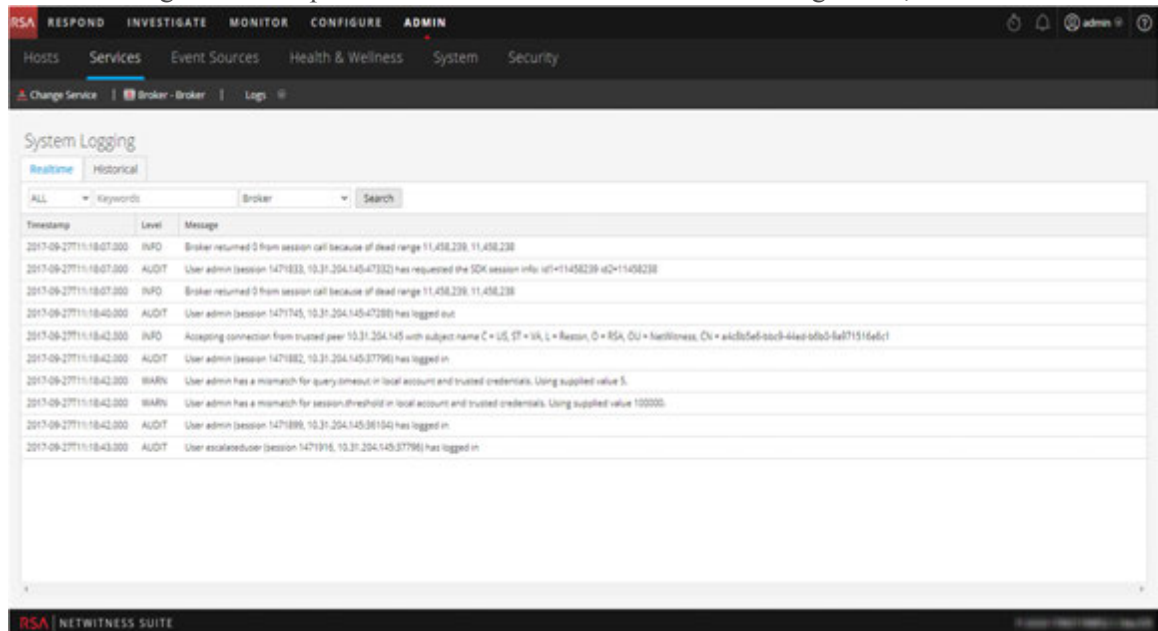 RSA RESPOND INVESTIGATE MONITOR CONFIGURE ADMIN admin
Hosts Services Event Sources Health & Wellness System Security
Change Service | Broker - Broker | Logs
System Logging
Realtime Historical
ALL Keywords Broker Search
Timestamp Level Message
2017-09-27T11:18:07.000 INFO Broker returned 0 from session call because of dead range 11,458,239, 11,458,238
2017-09-27T11:18:07.000 AUDIT User admin (session 1471833, 10.31.204.145:47332) has requested the SDK session info: id1=11458239 id2=11458238
2017-09-27T11:18:07.000 INFO Broker returned 0 from session call because of dead range 11,458,239, 11,458,238
2017-09-27T11:18:40.000 AUDIT User admin (session 1471745, 10.31.204.145:47288) has logged out
2017-09-27T11:18:42.000 INFO Accepting connection from trusted peer 10.31.204.145 with subject name C = US, ST = VA, L = Reston, O = RSA, OU = NetWitness, CN =
2017-09-27T11:18:42.000 AUDIT User admin (session 1471882, 10.31.204.145:37796) has logged in
2017-09-27T11:18:42.000 WARN User admin has a mismatch for query.timeout in local account and trusted credentials. Using supplied value 5.
2017-09-27T11:18:42.000 WARN User admin has a mismatch for session.threshold in local account and trusted credentials. Using supplied value 100000.
2017-09-27T11:18:42.000 AUDIT User admin (session 1471899, 10.31.204.145:36104) has logged in
2017-09-27T11:18:43.000 AUDIT User escalateduser (session 1471916, 10.31.204.145:37796) has logged in
RSA | NETWITNESS SUITE